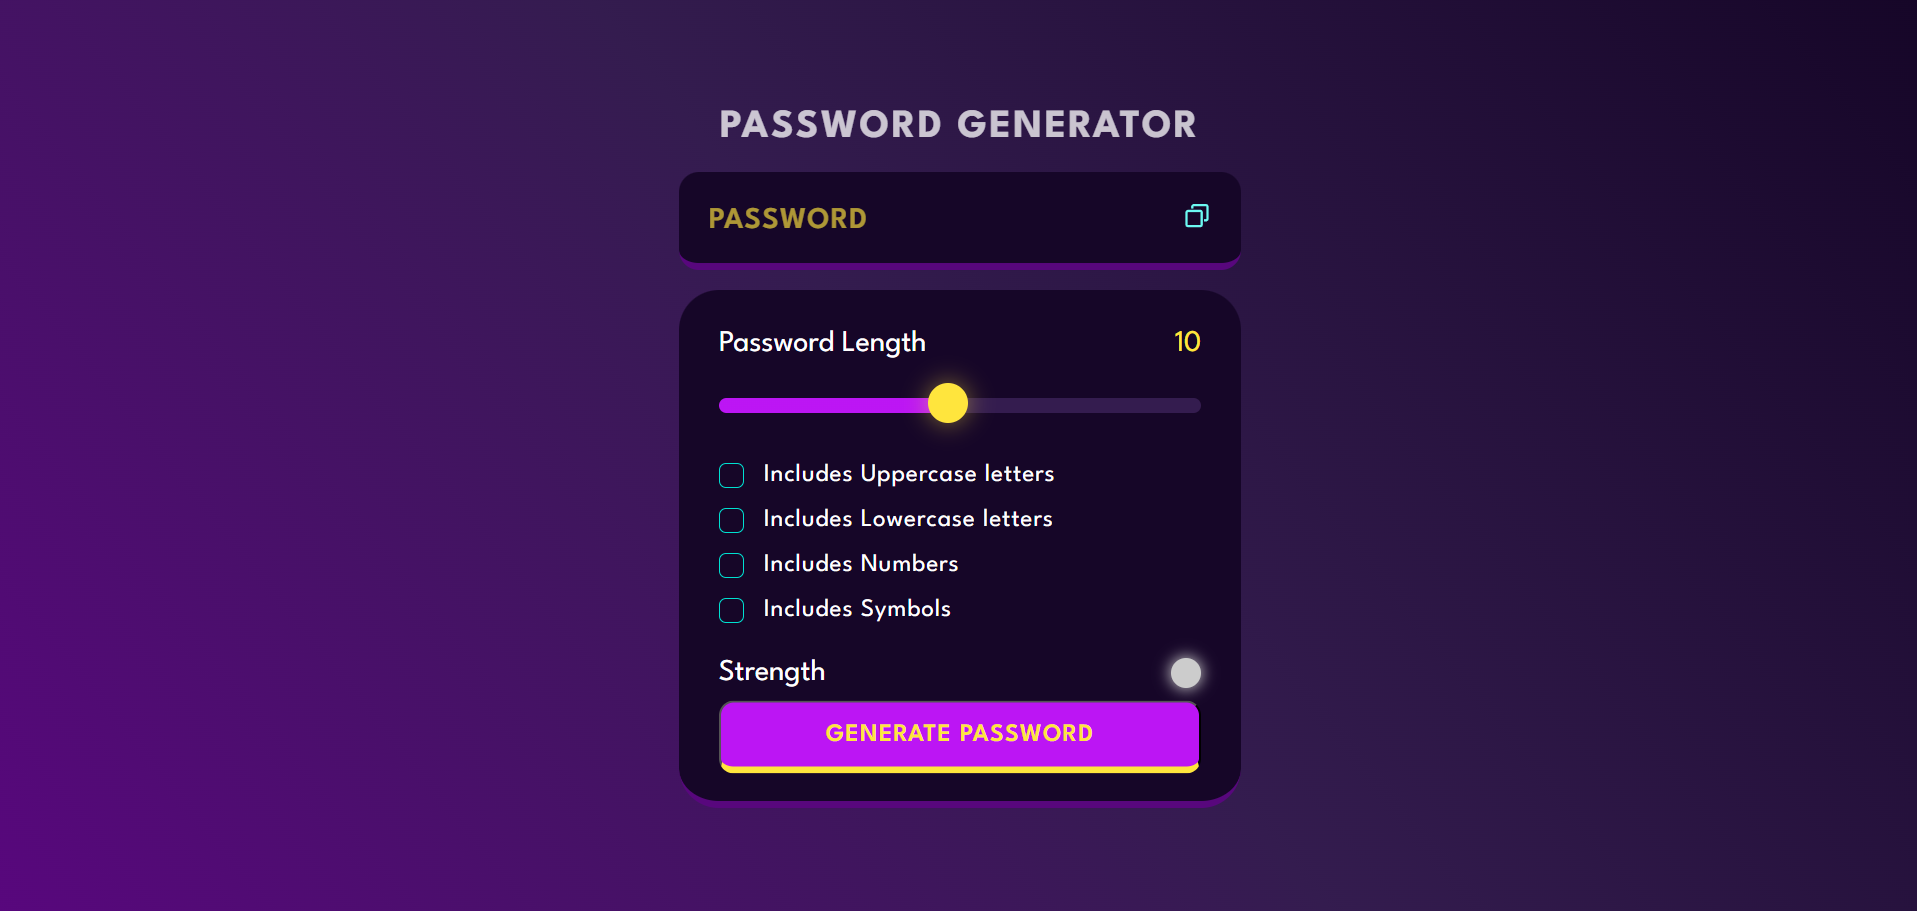 PASSWORD GENERATOR
PASSWORD
Password Length 10
Includes Uppercase letters
Includes Lowercase letters
Includes Numbers
Includes Symbols
Strength
GENERATE PASSWORD